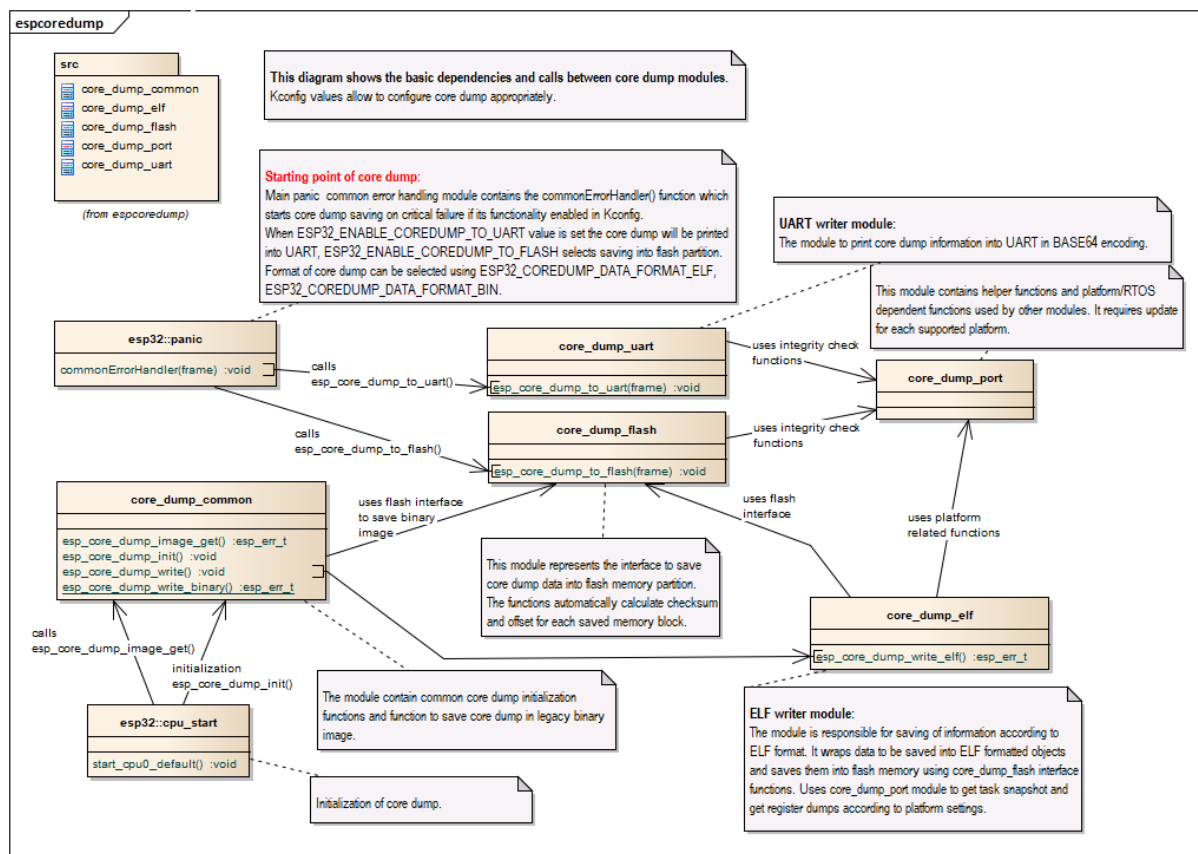 espcoredump
src
core_dump_common
core_dump_elf
core_dump_flash
core_dump_port
core_dump_uart
(from espcoredump)
This diagram shows the basic dependencies and calls between core dump modules.
Kconfig values allow to configure core dump appropriately.
Starting point of core dump:
Main panic common error handling module contains the commonErrorHandler() function which
starts core dump saving on critical failure if its functionality enabled in Kconfig.
When ESP32_ENABLE_COREDUMP_TO_UART value is set the core dump will be printed
into UART, ESP32_ENABLE_COREDUMP_TO_FLASH selects saving into flash partition.
Format of core dump can be selected using ESP32_COREDUMP_DATA_FORMAT_ELF,
ESP32_COREDUMP_DATA_FORMAT_BIN.
UART writer module:
The module to print core dump information into UART in BASE64 encoding.
This module contains helper functions and platform/RTOS
dependent functions used by other modules. It requires update
for each supported platform.
esp32::panic
commonErrorHandler(frame) :void
calls
esp_core_dump_to_uart()
core_dump_uart
esp_core_dump_to_uart(frame) :void
uses integrity check
functions
core_dump_port
calls
esp_core_dump_to_flash()
core_dump_flash
esp_core_dump_to_flash(frame) :void
uses integrity check
functions
core_dump_common
esp_core_dump_image_get() :esp_err_t
esp_core_dump_init() :void
esp_core_dump_write() :void
esp_core_dump_write_binary() :esp_err_t
uses flash interface
to save binary
image
uses flash
interface
uses platform
related functions
This module represents the interface to save
core dump data into flash memory partition.
The functions automatically calculate checksum
and offset for each saved memory block.
core_dump_elf
esp_core_dump_write_elf() :esp_err_t
calls
esp_core_dump_image_get()
initialization
esp_core_dump_init()
The module contain common core dump initialization
functions and function to save core dump in legacy binary
image.
esp32::cpu_start
start_cpu0_default() :void
Initialization of core dump.
ELF writer module:
The module is responsible for saving of information according to
ELF format. It wraps data to be saved into ELF formatted objects
and saves them into flash memory using core_dump_flash interface
functions. Uses core_dump_port module to get task snapshot and
get register dumps according to platform settings.